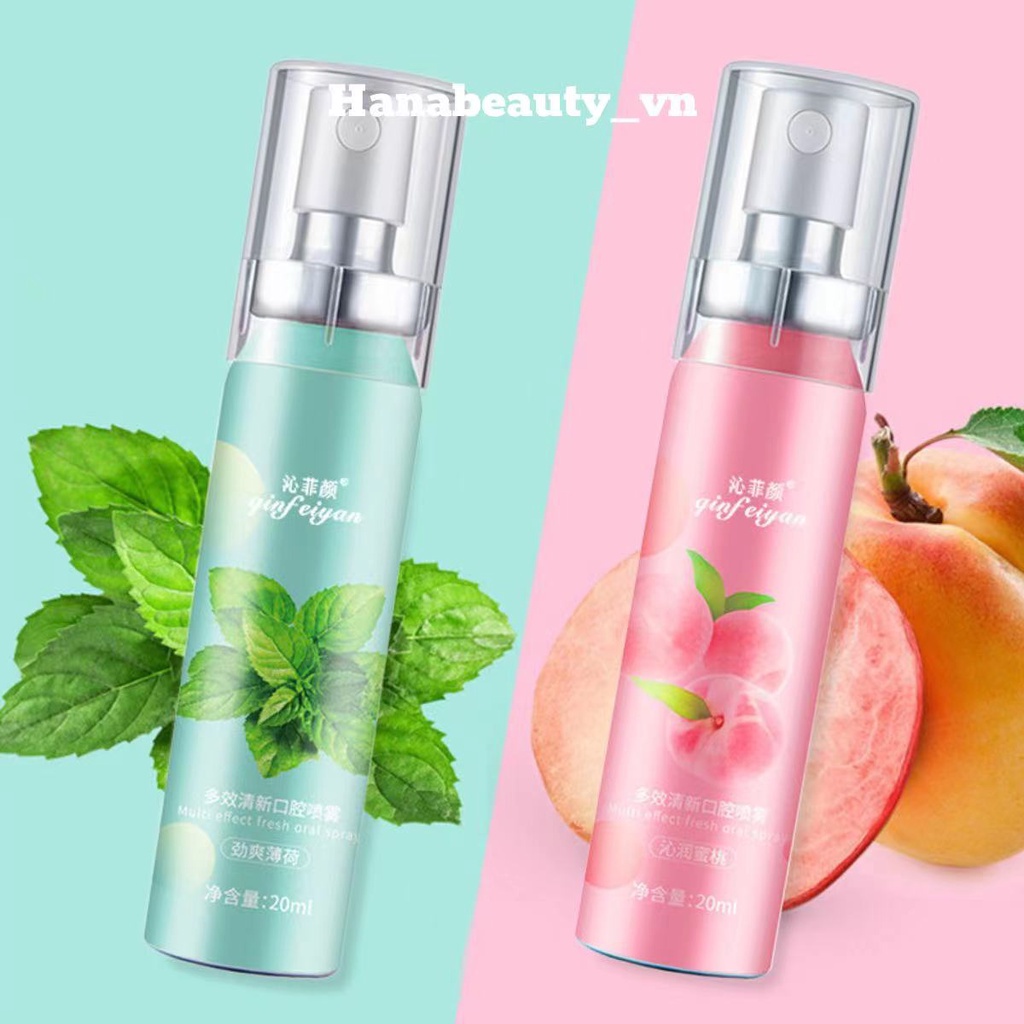 Hanabeauty_vn
沁菲颜®
qinfeiyan
多效清新口腔喷雾
Multi effect fresh oral spray
劲爽薄荷
净含量:20ml
沁菲颜®
qinfeiyan
多效清新口腔喷雾
Multi effect fresh oral spray
沁润蜜桃
净含量:20ml